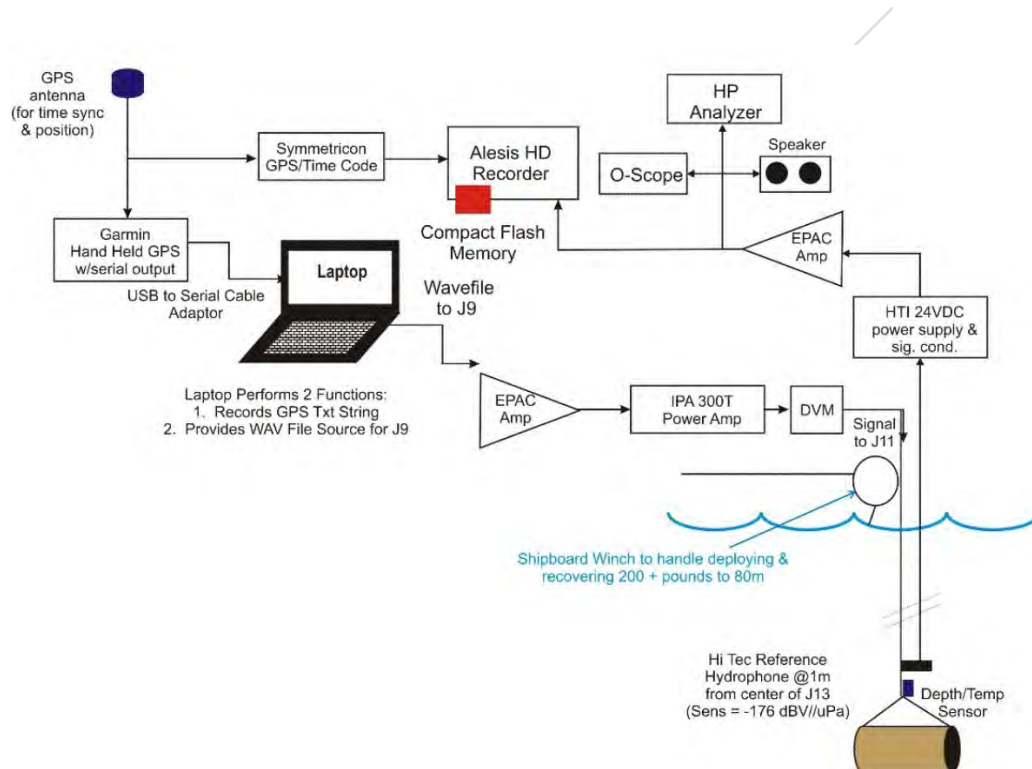 GPS
antenna
(for time sync
& position)
Symmetricon
GPS/Time Code
Alesis HD
Recorder
Compact Flash
Memory
HP
Analyzer
O-Scope
Speaker
EPAC
Amp
Garmin
Hand Held GPS
w/serial output
USB to Serial Cable
Adaptor
Laptop
Wavefile
to J9
HTI 24VDC
power supply &
sig. cond.
Laptop Performs 2 Functions:
1. Records GPS Txt String
2. Provides WAV File Source for J9
EPAC
Amp
IPA 300T
Power Amp
DVM
Signal
to J11
Shipboard Winch to handle deploying &
recovering 200 + pounds to 80m
Hi Tec Reference
Hydrophone @1m
from center of J13
(Sens = -176 dBV//uPa)
Depth/Temp
Sensor